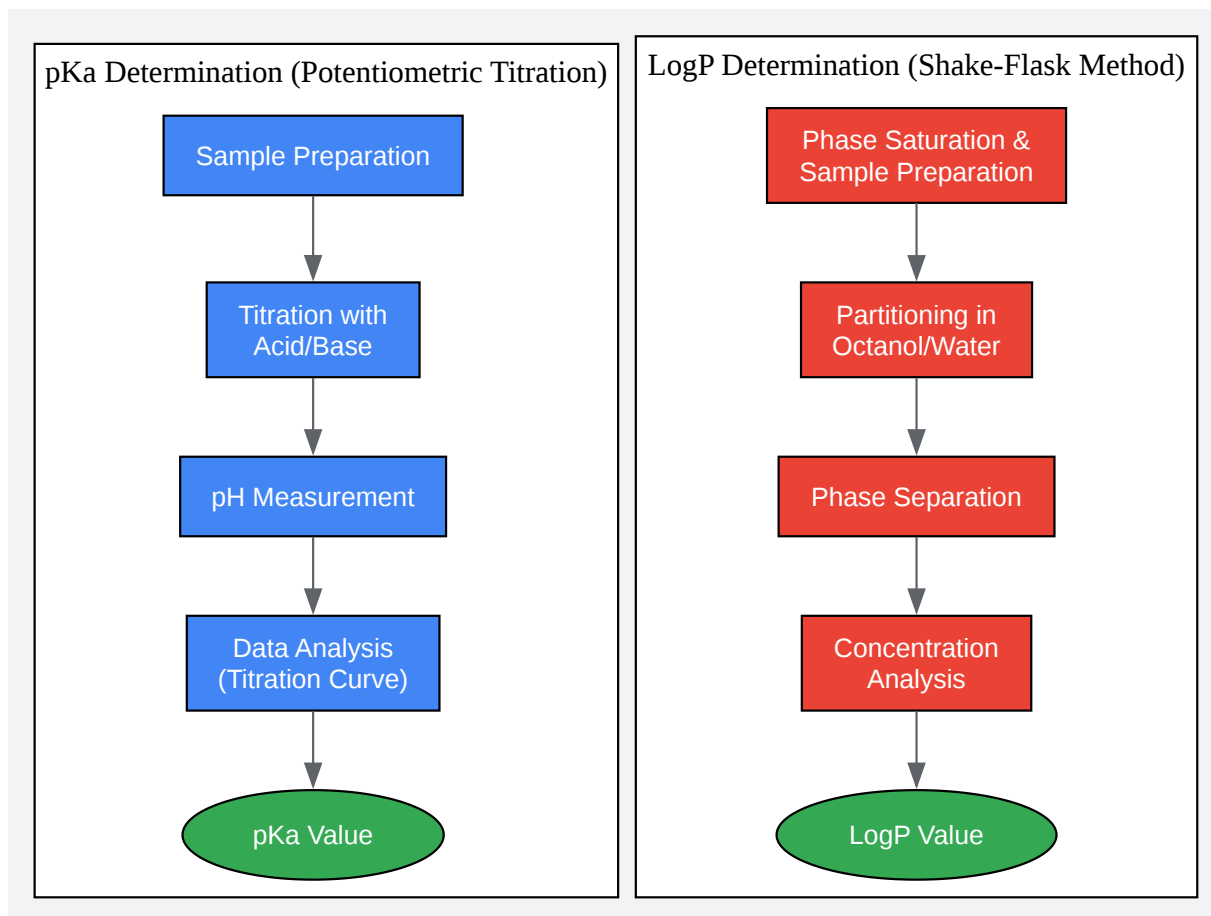 pKa Determination (Potentiometric Titration)
Sample Preparation
Titration with
Acid/Base
pH Measurement
Data Analysis
(Titration Curve)
pKa Value
LogP Determination (Shake-Flask Method)
Phase Saturation &
Sample Preparation
Partitioning in
Octanol/Water
Phase Separation
Concentration
Analysis
LogP Value